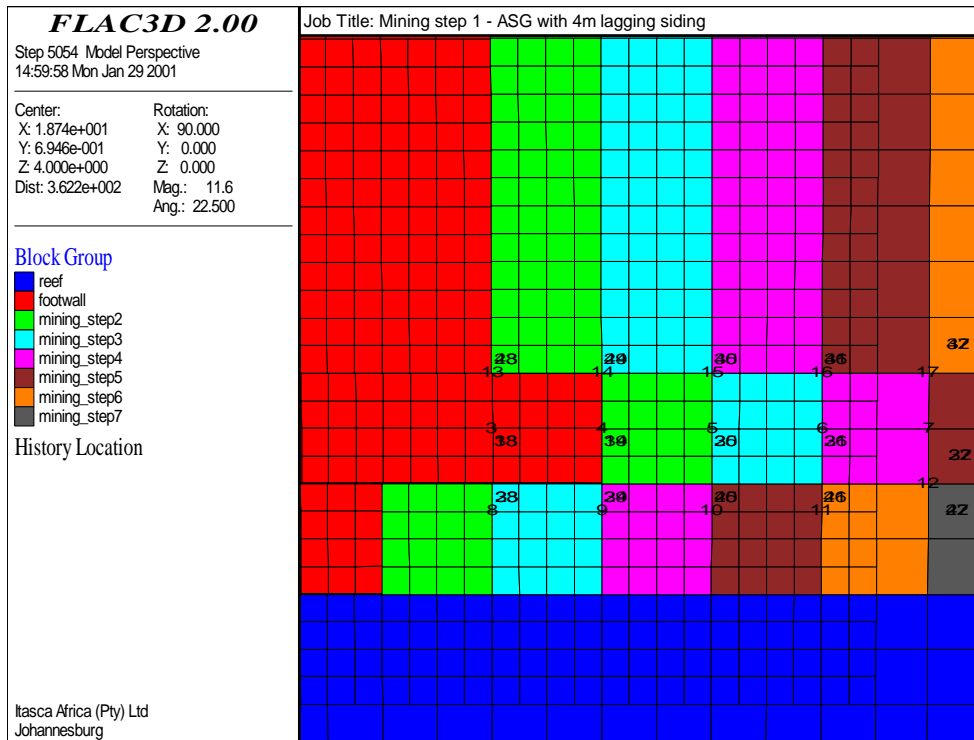 FLAC3D 2.00
Step 5054 Model Perspective
14:59:58 Mon Jan 29 2001
Center:
X: 1.874e+001
Y: 6.946e-001
Z: 4.000e+000
Dist: 3.622e+002
Rotation:
X: 90.000
Y: 0.000
Z: 0.000
Mag.: 11.6
Ang.: 22.500
Block Group
reef
footwall
mining_step2
mining_step3
mining_step4
mining_step5
mining_step6
mining_step7
History Location
Itasca Africa (Pty) Ltd
Johannesburg
Job Title: Mining step 1 - ASG with 4m lagging siding
13 14 15 16 17
3 4 5 6 7
12
8 9 10 11